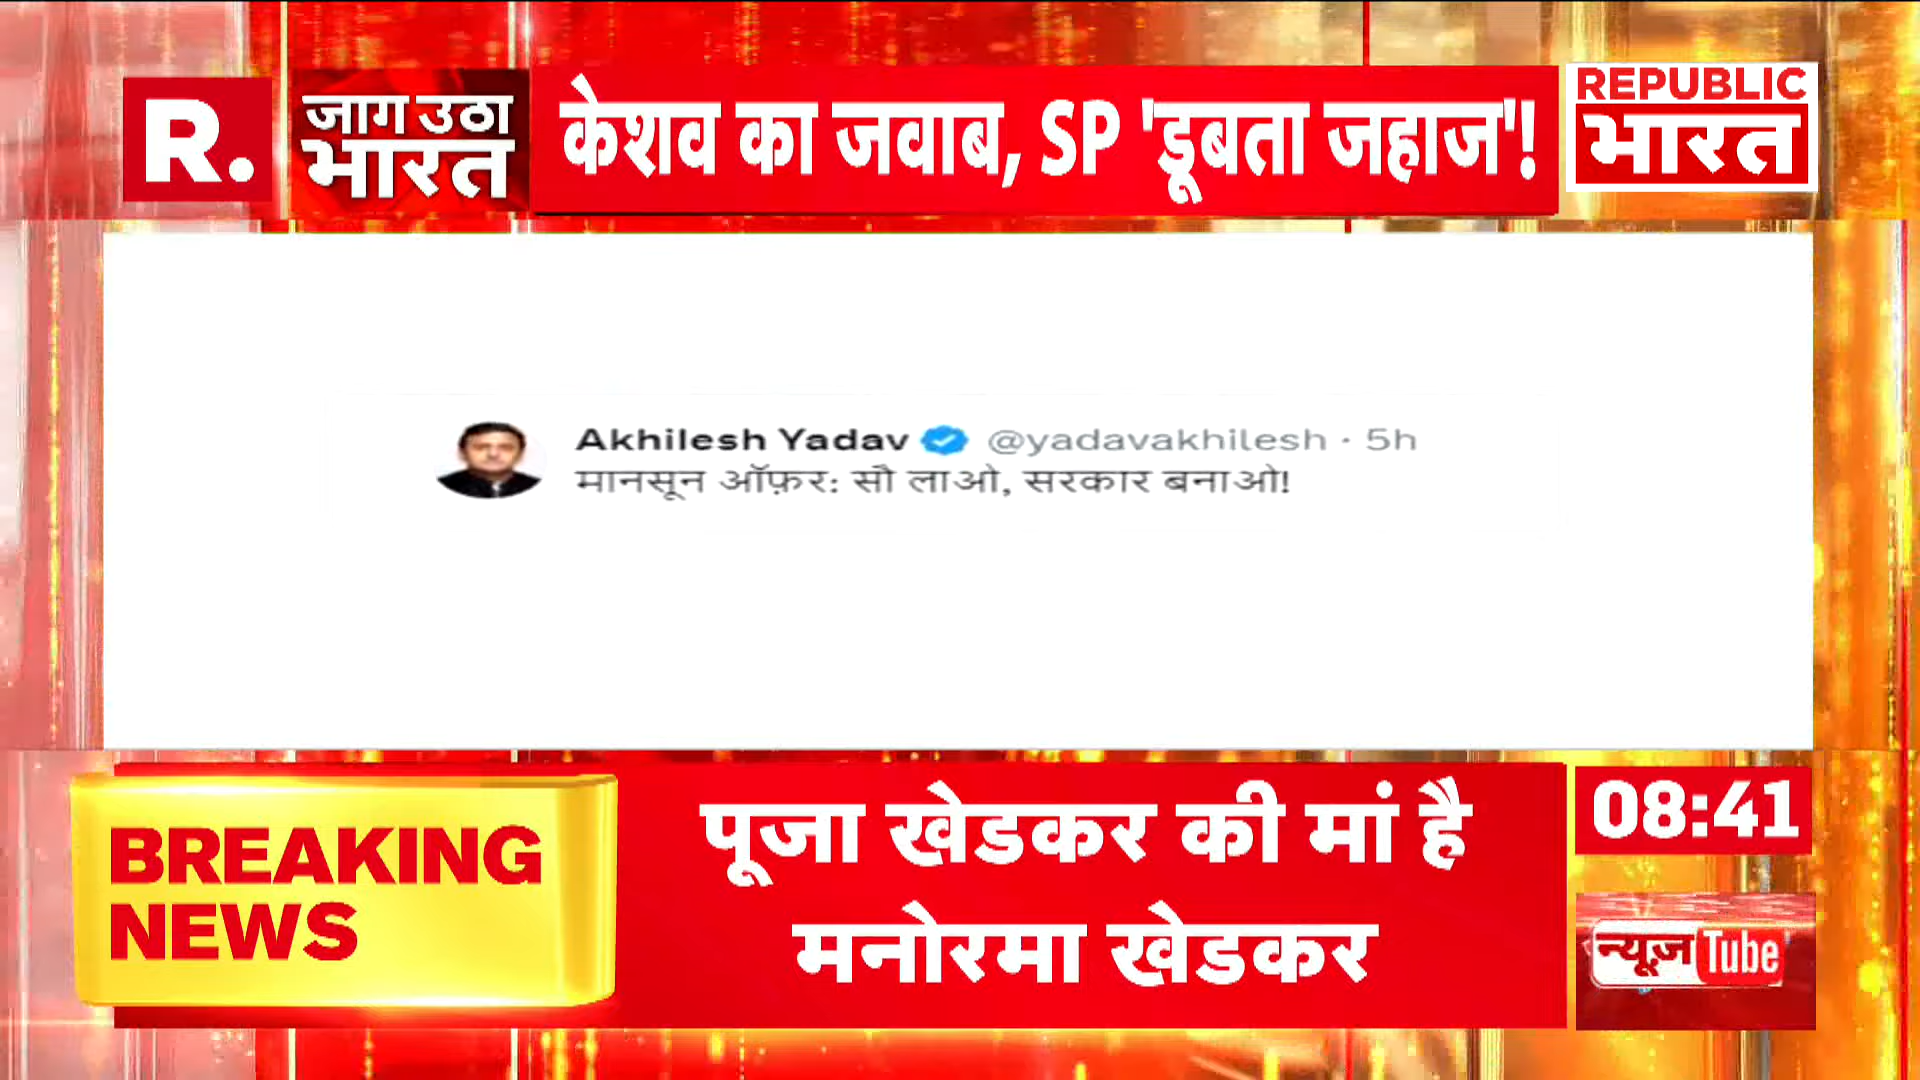 R.
जाग उठा
भारत
केशव का जवाब, SP 'डूबता जहाज'!
REPUBLIC
भारत
Akhilesh Yadav @yadavakhilesh · 5h
मानसून ऑफ़र: सौ लाओ, सरकार बनाओ!
BREAKING
NEWS
पूजा खेडकर की मां है
मनोरमा खेडकर
08:41
न्यूज़ Tube